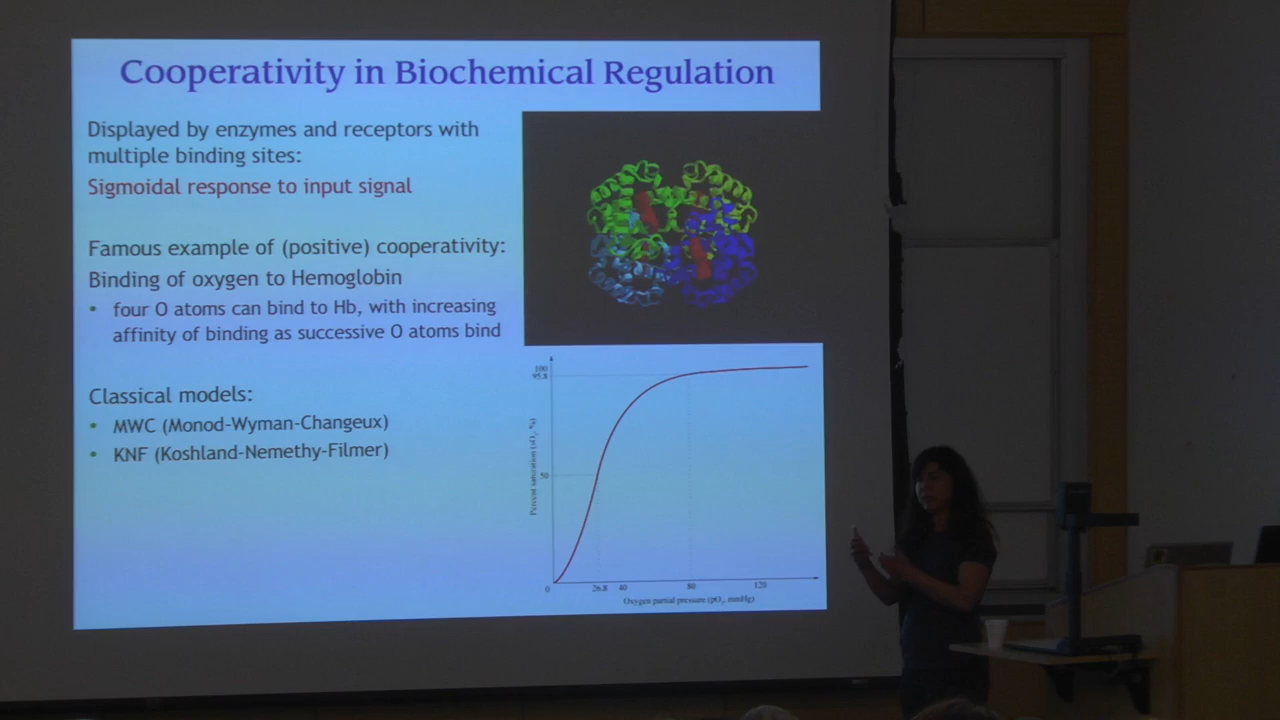 Cooperativity in Biochemical Regulation
Displayed by enzymes and receptors with
multiple binding sites:
Sigmoidal response to input signal
Famous example of (positive) cooperativity:
Binding of oxygen to Hemoglobin
• four O atoms can bind to Hb, with increasing
affinity of binding as successive O atoms bind
Classical models:
• MWC (Monod-Wyman-Changeux)
• KNF (Koshland-Nemethy-Filmer)
100
95.8
50
Percent saturation (sO₂, %)
0 26.8 40 80 120
Oxygen partial pressure (pO₂, mmHg)